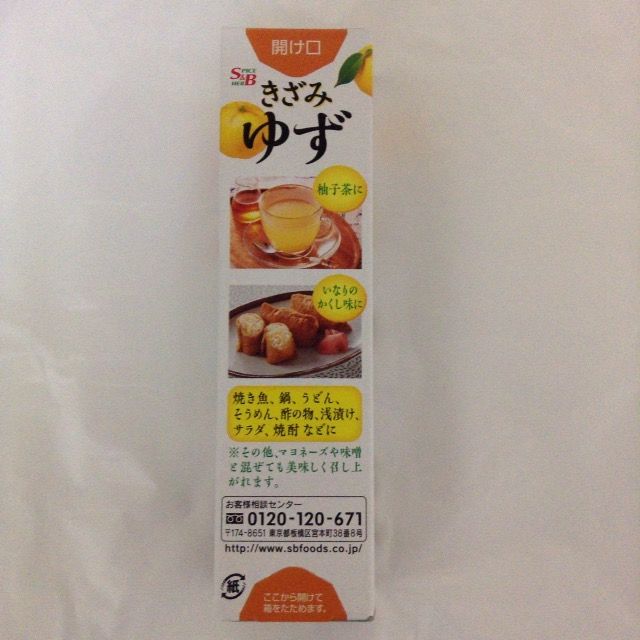 開け口
SPICE
S&B
HERB
きざみ
ゆず
柚子茶に
いなりの
かくし味に
焼き魚、鍋、うどん、
そうめん、酢の物、浅漬け、
サラダ、焼酎 などに
※その他、マヨネーズや味噌
と混ぜても美味しく召し上
がれます。
お客様相談センター
0120-120-671
〒174-8651 東京都板橋区宮本町38番8号
http://www.sbfoods.co.jp/
紙
ここから開けて
箱をたためます。